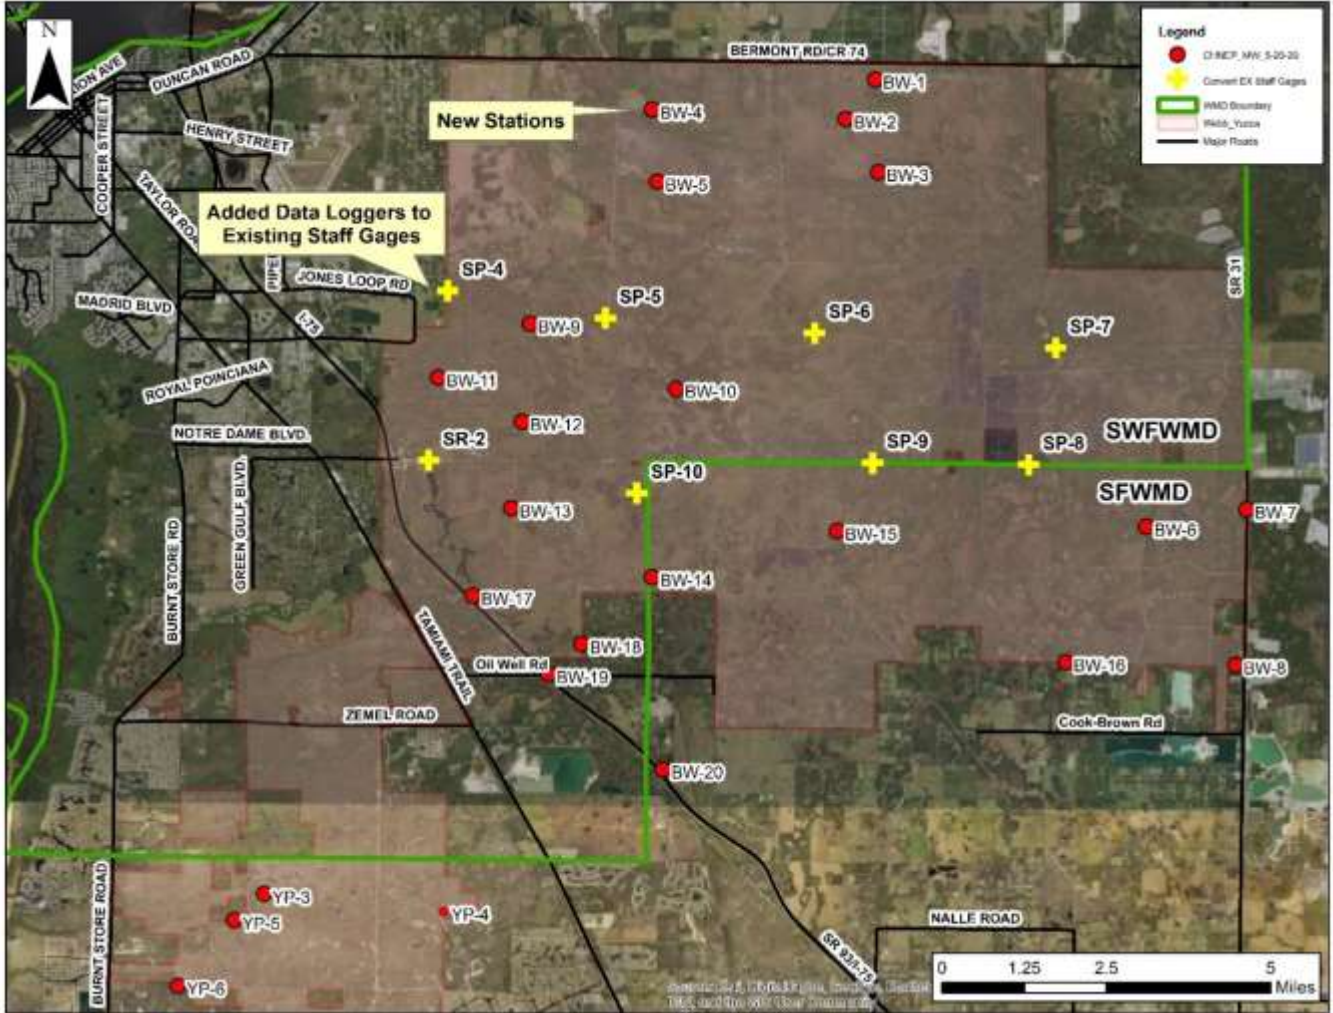 N
Legend
Convert EX Staff Gages
WMD Boundary
Major Roads
BERMONT RD/CR 74
DUNCAN ROAD
HENRY STREET
COOPER STREET
New Stations
BW-1
BW-4
BW-2
BW-3
BW-5
Added Data Loggers to
Existing Staff Gages
SP-4
JONES LOOP RD
MADRID BLVD
I-75
SR 31
SP-5
BW-9
SP-6
SP-7
ROYAL POINCIANA
BW-11
BW-10
NOTRE DAME BLVD.
BW-12
SR-2
SWFWMD
SP-9
SP-8
SP-10
SFWMD
GREEN GULF BLVD.
BURNT STORE RD
BW-13
BW-7
BW-15
BW-6
BW-14
BW-17
TAMIAMI TRAIL
BW-18
Oil Well Rd
BW-19
BW-16
BW-8
ZEMEL ROAD
Cook-Brown Rd
BW-20
BURNT STORE ROAD
YP-3
YP-5
YP-4
YP-6
NALLE ROAD
SR 93/I-75
0 1.25 2.5 5
Miles